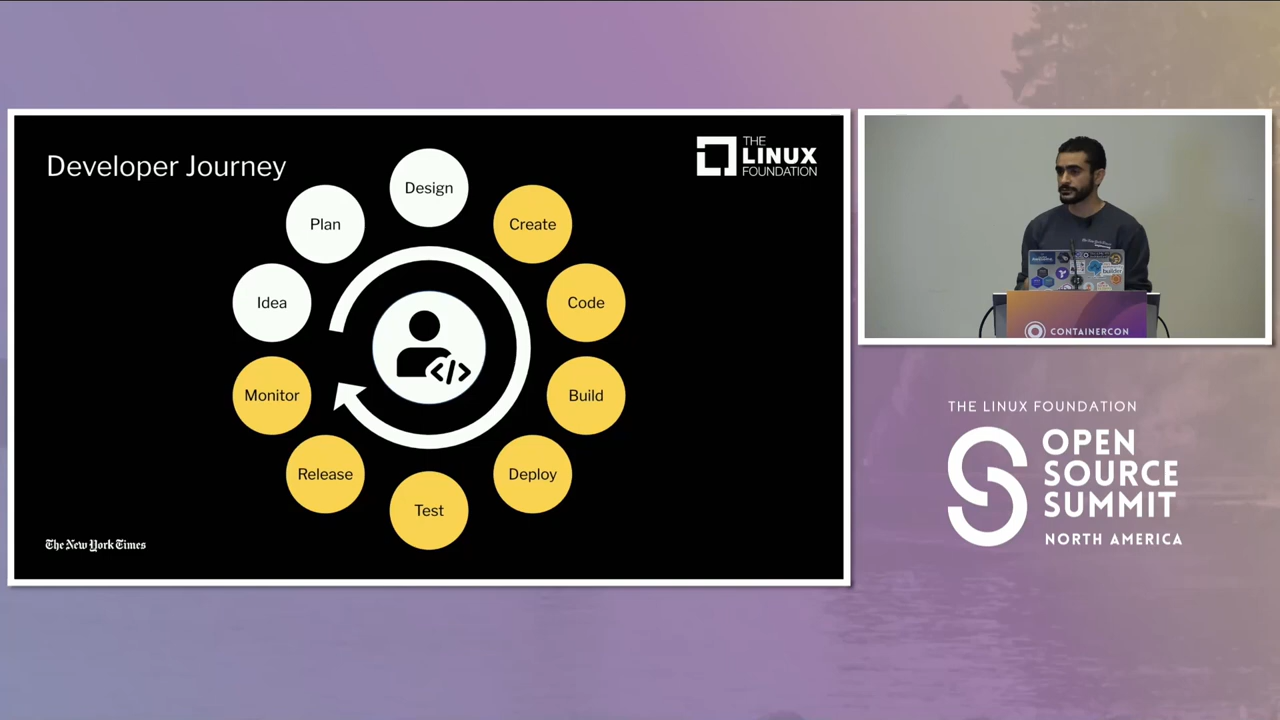 Developer Journey
THE
LINUX
FOUNDATION
Design
Plan
Create
Idea
Code
Monitor
Build
Release
Deploy
Test
The New York Times
CONTAINERCON
THE LINUX FOUNDATION
OPEN
SOURCE
SUMMIT
NORTH AMERICA